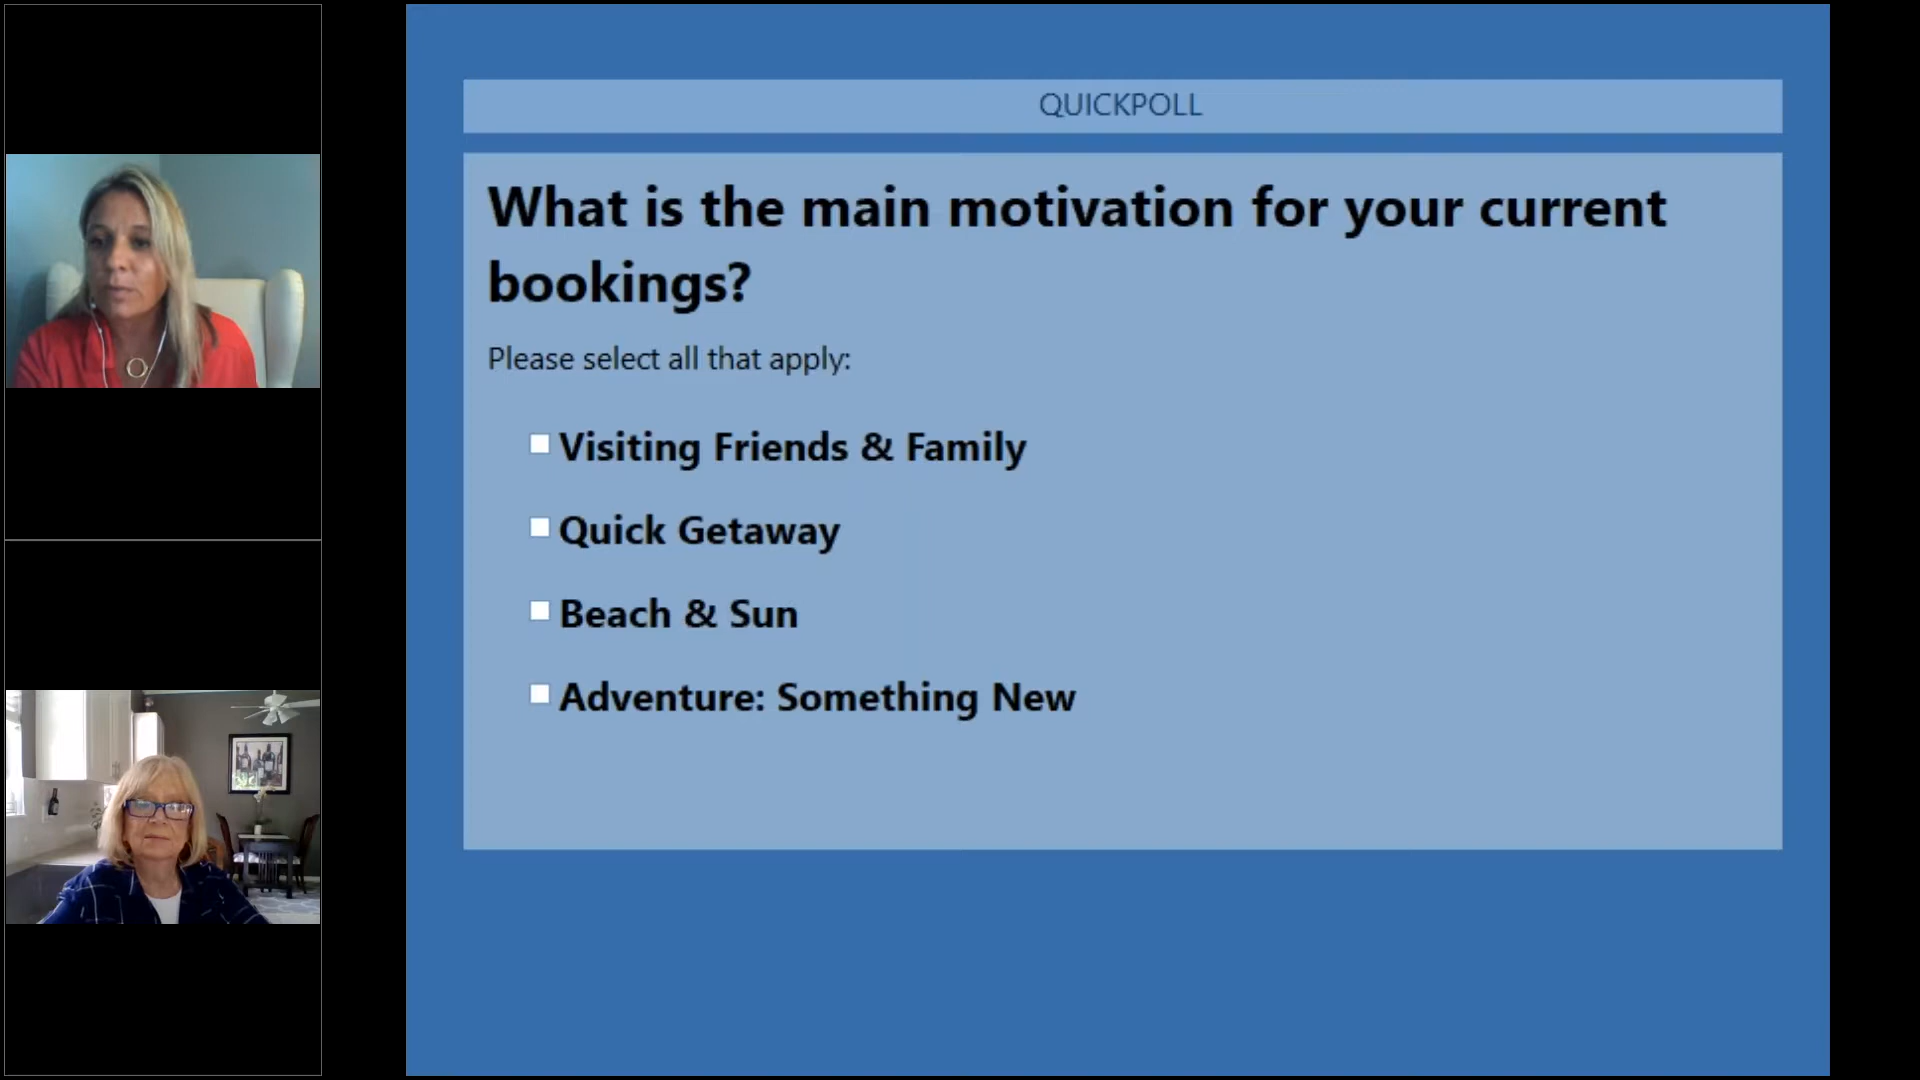 QUICKPOLL
What is the main motivation for your current
bookings?
Please select all that apply:
Visiting Friends & Family
Quick Getaway
Beach & Sun
Adventure: Something New